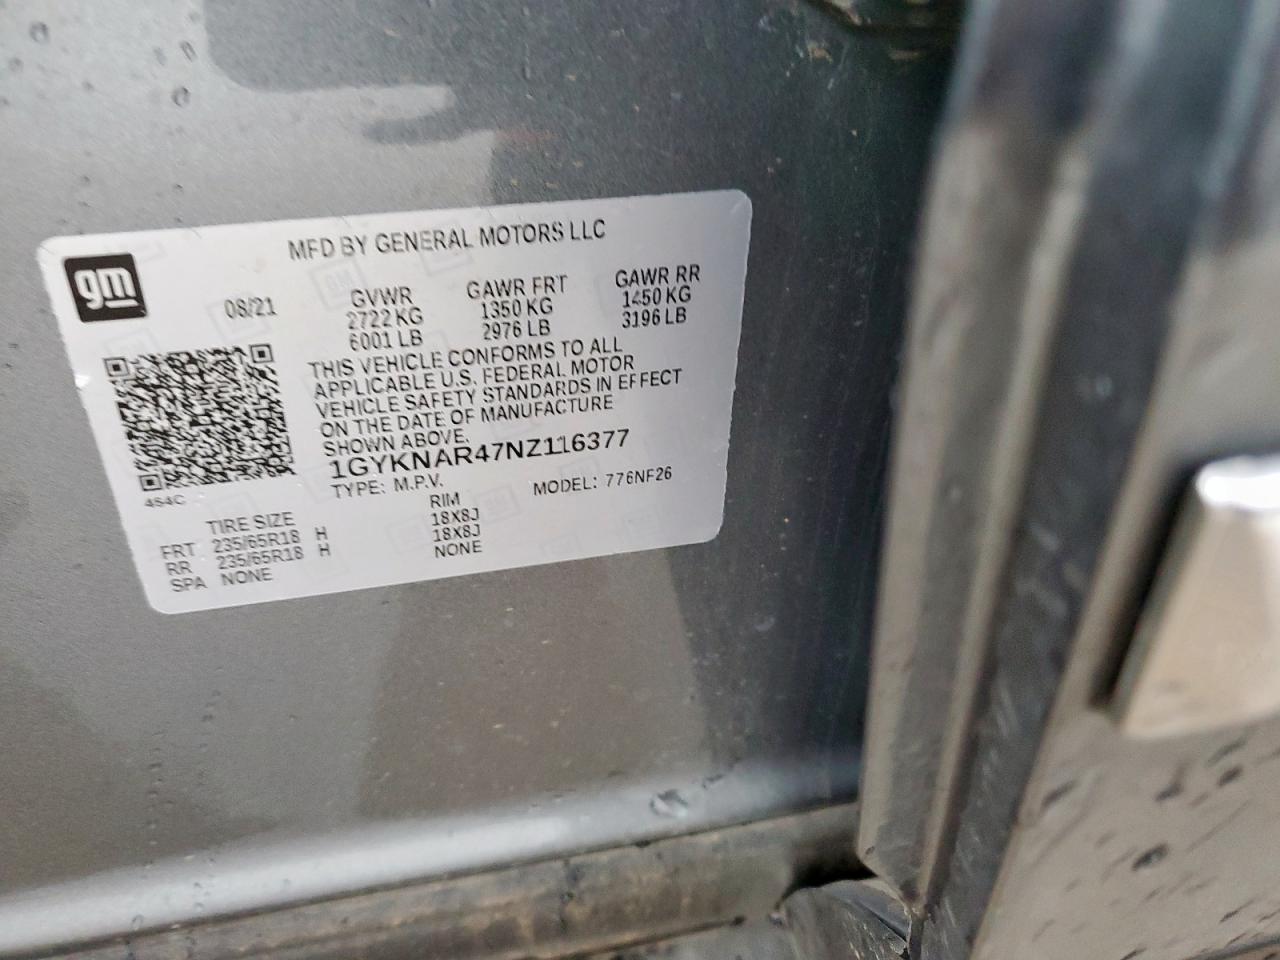 MFD BY GENERAL MOTORS LLC
gm
08/21
GVWR GAWR FRT GAWR RR
2722 KG 1350 KG 1450 KG
6001 LB 2976 LB 3196 LB
THIS VEHICLE CONFORMS TO ALL
APPLICABLE U.S. FEDERAL MOTOR
VEHICLE SAFETY STANDARDS IN EFFECT
ON THE DATE OF MANUFACTURE
SHOWN ABOVE.
1GYKNAR47NZ116377
TYPE: M.P.V. MODEL: 776NF26
454C
TIRE SIZE RIM
FRT 235/65R18 H 18X8J
RR 235/65R18 H 18X8J
SPA NONE NONE